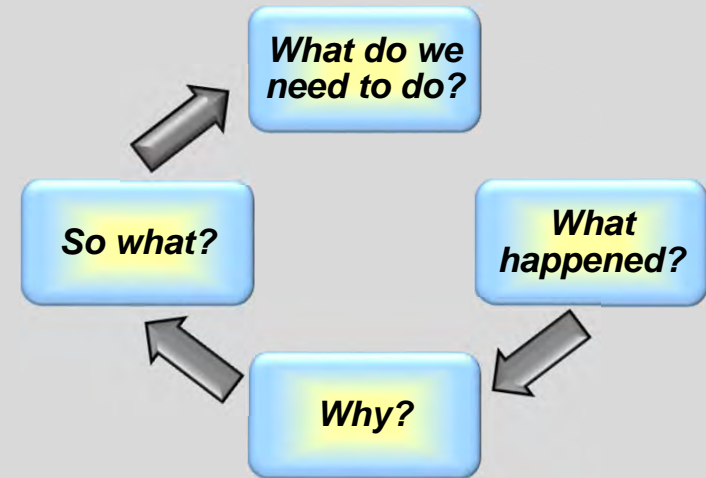 What do we
need to do?
So what?
What
happened?
Why?